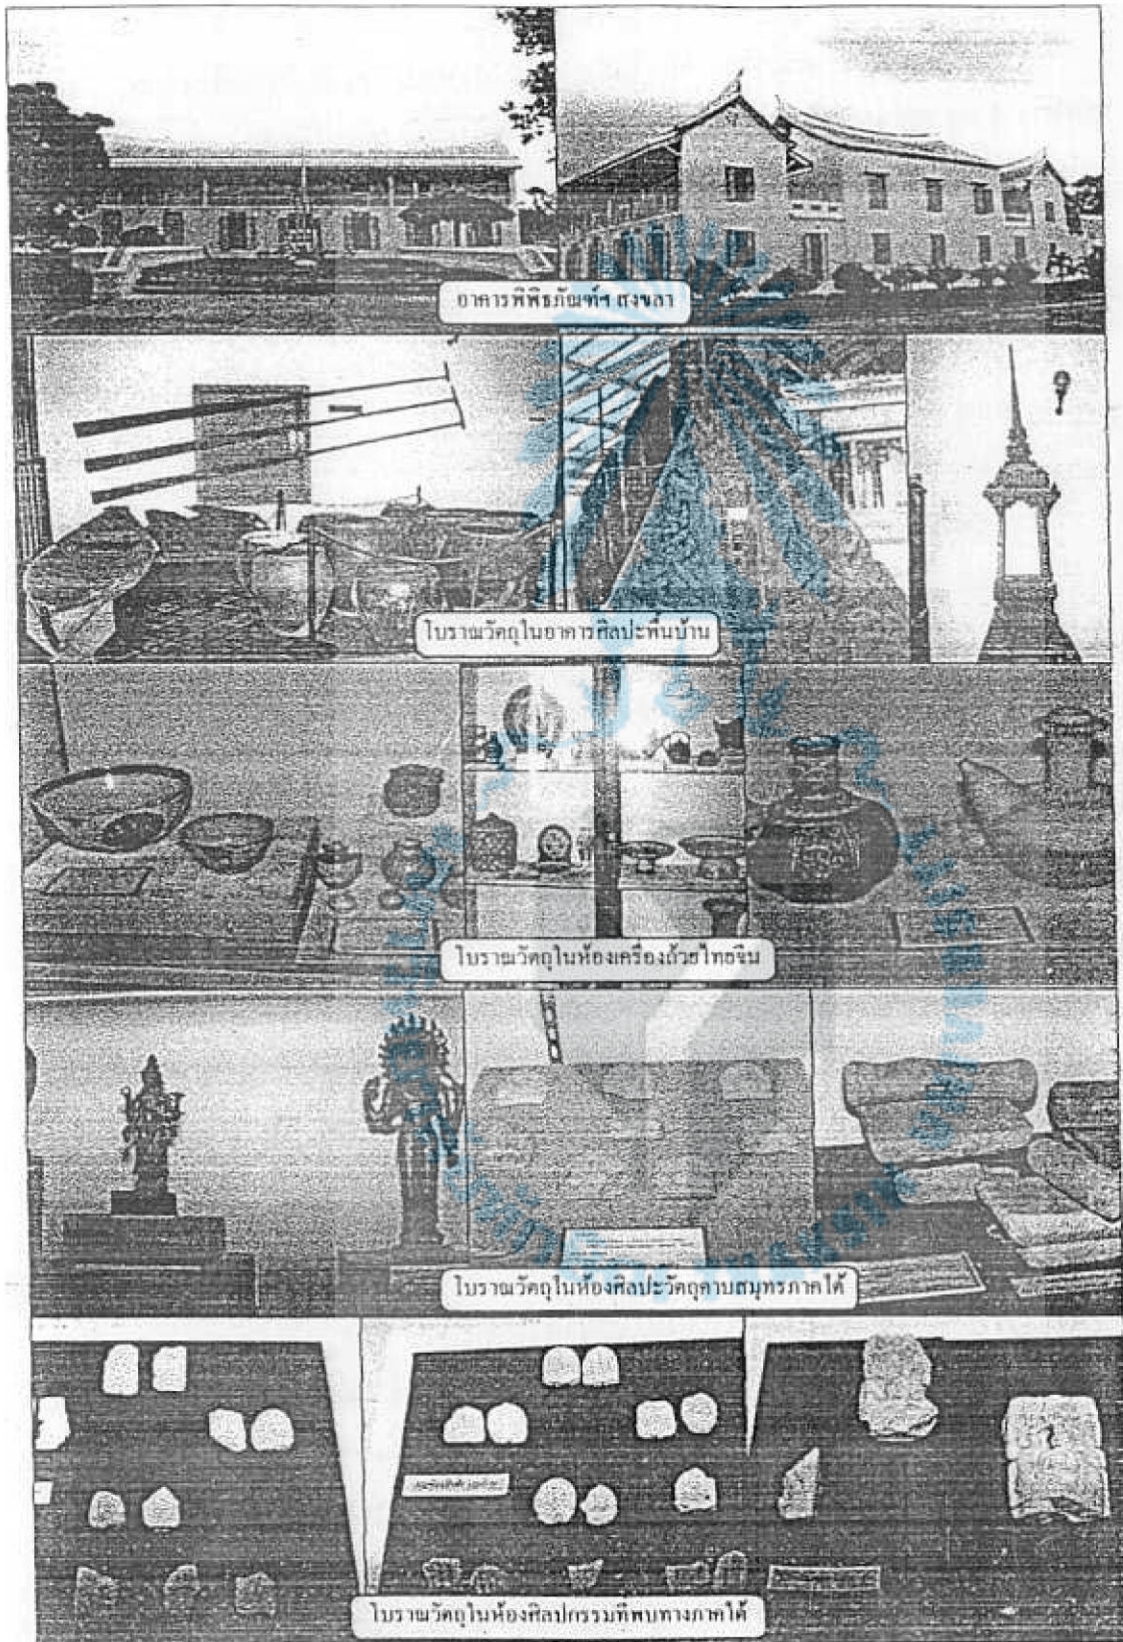 อาคารพิพิธภัณฑ์ฯ สงขลา
โบราณวัตถุในอาคารศิลปะพื้นบ้าน
โบราณวัตถุในห้องเครื่องถ้วยไทยจีน
โบราณวัตถุในห้องศิลปะวัตถุคาบสมุทรภาคใต้
โบราณวัตถุในห้องศิลปกรรมที่พบทางภาคใต้